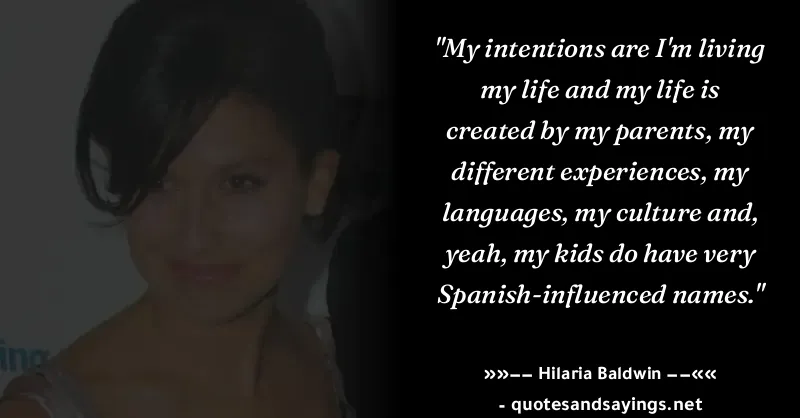 "My intentions are I'm living
my life and my life is
created by my parents, my
different experiences, my
languages, my culture and,
yeah, my kids do have very
Spanish-influenced names."
»»–– Hilaria Baldwin ––««
- quotesandsayings.net
ing